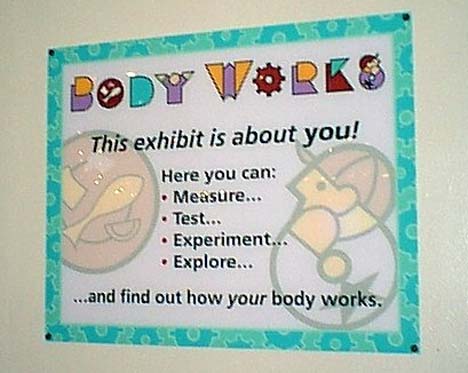 BODY WORKS
This exhibit is about you!
Here you can:
• Measure...
• Test...
• Experiment...
• Explore...
...and find out how your body works.